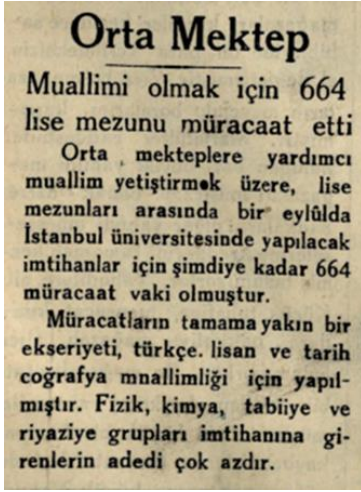 Orta Mektep
Muallimi olmak için 664
lise mezunu müracaat etti
Orta mekteplere yardımcı
muallim yetiştirmek üzere, lise
mezunları arasında bir eylûlda
İstanbul üniversitesinde yapılacak
imtihanlar için şimdiye kadar 664
müracaat vaki olmuştur.
Müracatların tamama yakın bir
ekseriyeti, türkçe. lisan ve tarih
coğrafya mnallimliği için yapıl-
mıştır. Fizik, kimya, tabiiye ve
riyaziye grupları imtihanına gi-
renlerin adedi çok azdır.